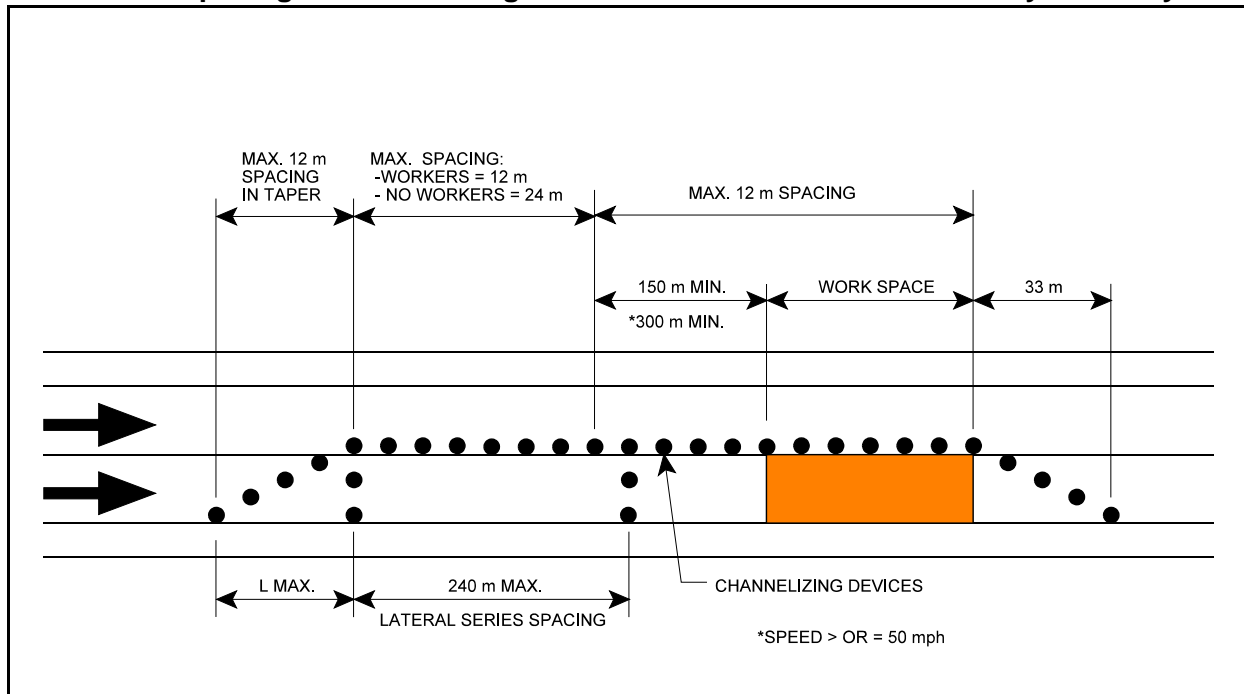 MAX. 12 m
SPACING
IN TAPER
MAX. SPACING:
-WORKERS = 12 m
- NO WORKERS = 24 m
MAX. 12 m SPACING
150 m MIN.
*300 m MIN.
WORK SPACE
33 m
L MAX.
240 m MAX.
LATERAL SERIES SPACING
CHANNELIZING DEVICES
*SPEED > OR = 50 mph